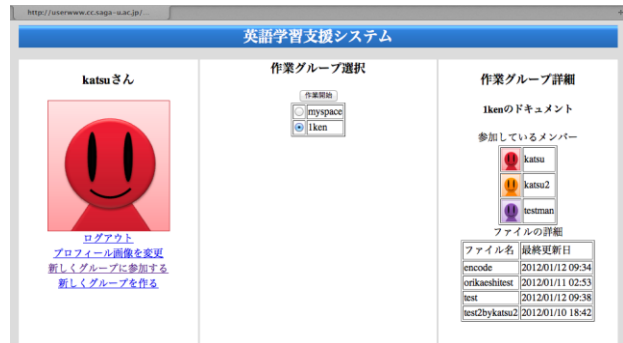 http://userwww.cc.saga-u.ac.jp/...
英語学習支援システム
katsuさん
ログアウト
プロフィール画像を変更
新しくグループに参加する
新しくグループを作る
作業グループ選択
作業開始
myspace
1ken
作業グループ詳細
1kenのドキュメント
参加しているメンバー
katsu
katsu2
testman
ファイルの詳細
ファイル名 最終更新日
encode 2012/01/12 09:34
orikaeshitest 2012/01/11 02:53
test 2012/01/12 09:38
test2bykatsu2 2012/01/10 18:42